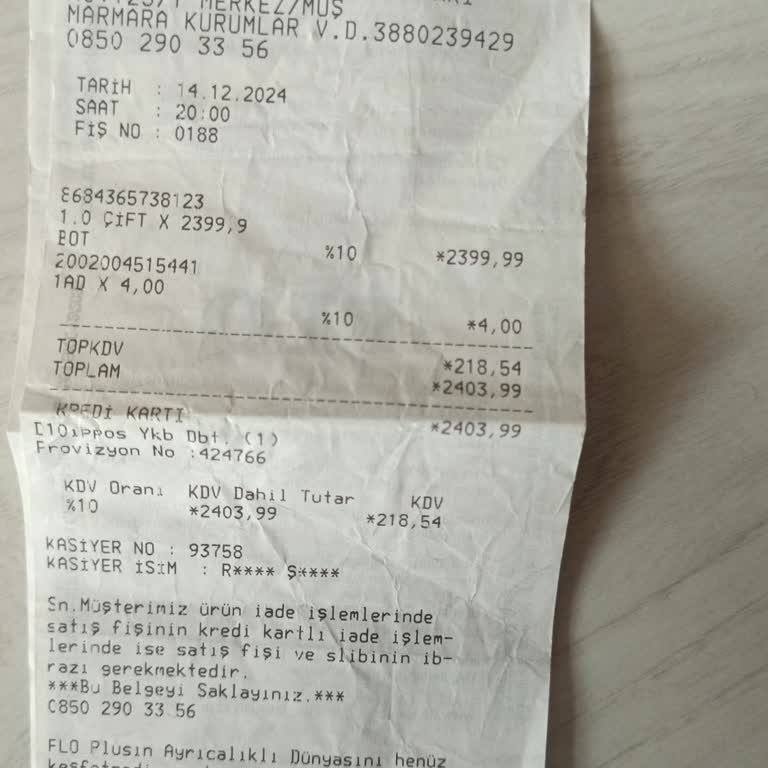 MERKEZ/MUŞ
MARMARA KURUMLAR V.D.3880239429
0850 290 33 56
TARİH : 14.12.2024
SAAT : 20:00
FİŞ NO : 0188
8684365738123
1.0 ÇİFT X 2399,9
BOT %10 *2399,99
2002004515441
1AD X 4,00
%10 *4,00
TOPKDV *218,54
TOPLAM *2403,99
KREDİ KARTI *2403,99
Ykb Dbt. (1)
Provizyon No :424766
KDV Oranı KDV Dahil Tutar KDV
%10 *2403,99 *218,54
KASİYER NO : 93758
KASİYER İSİM : R**** Ş****
Sn.Müşterimiz ürün iade işlemlerinde
satış fişinin kredi kartlı iade işlem-
lerinde ise satış fişi ve slibinin ib-
razı gerekmektedir.
***Bu Belgeyi Saklayınız.***
0850 290 33 56
FLO Plusın Ayrıcalıklı Dünyasını henüz